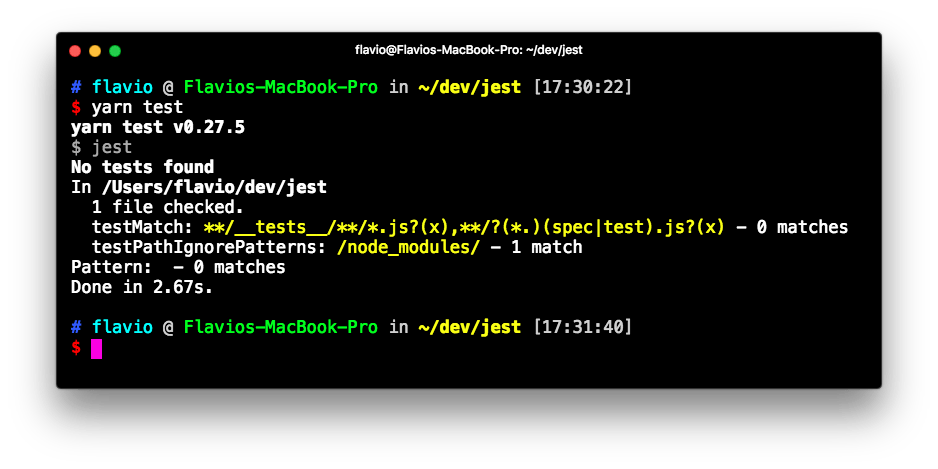 flavio@Flavios-MacBook-Pro: ~/dev/jest
# flavio @ Flavios-MacBook-Pro in ~/dev/jest [17:30:22]
$ yarn test
yarn test v0.27.5
$ jest
No tests found
In /Users/flavio/dev/jest
  1 file checked.
  testMatch: **/__tests__/**/*.js?(x),**/?(*.)(spec|test).js?(x) - 0 matches
  testPathIgnorePatterns: /node_modules/ - 1 match
Pattern:  - 0 matches
Done in 2.67s.
# flavio @ Flavios-MacBook-Pro in ~/dev/jest [17:31:40]
$